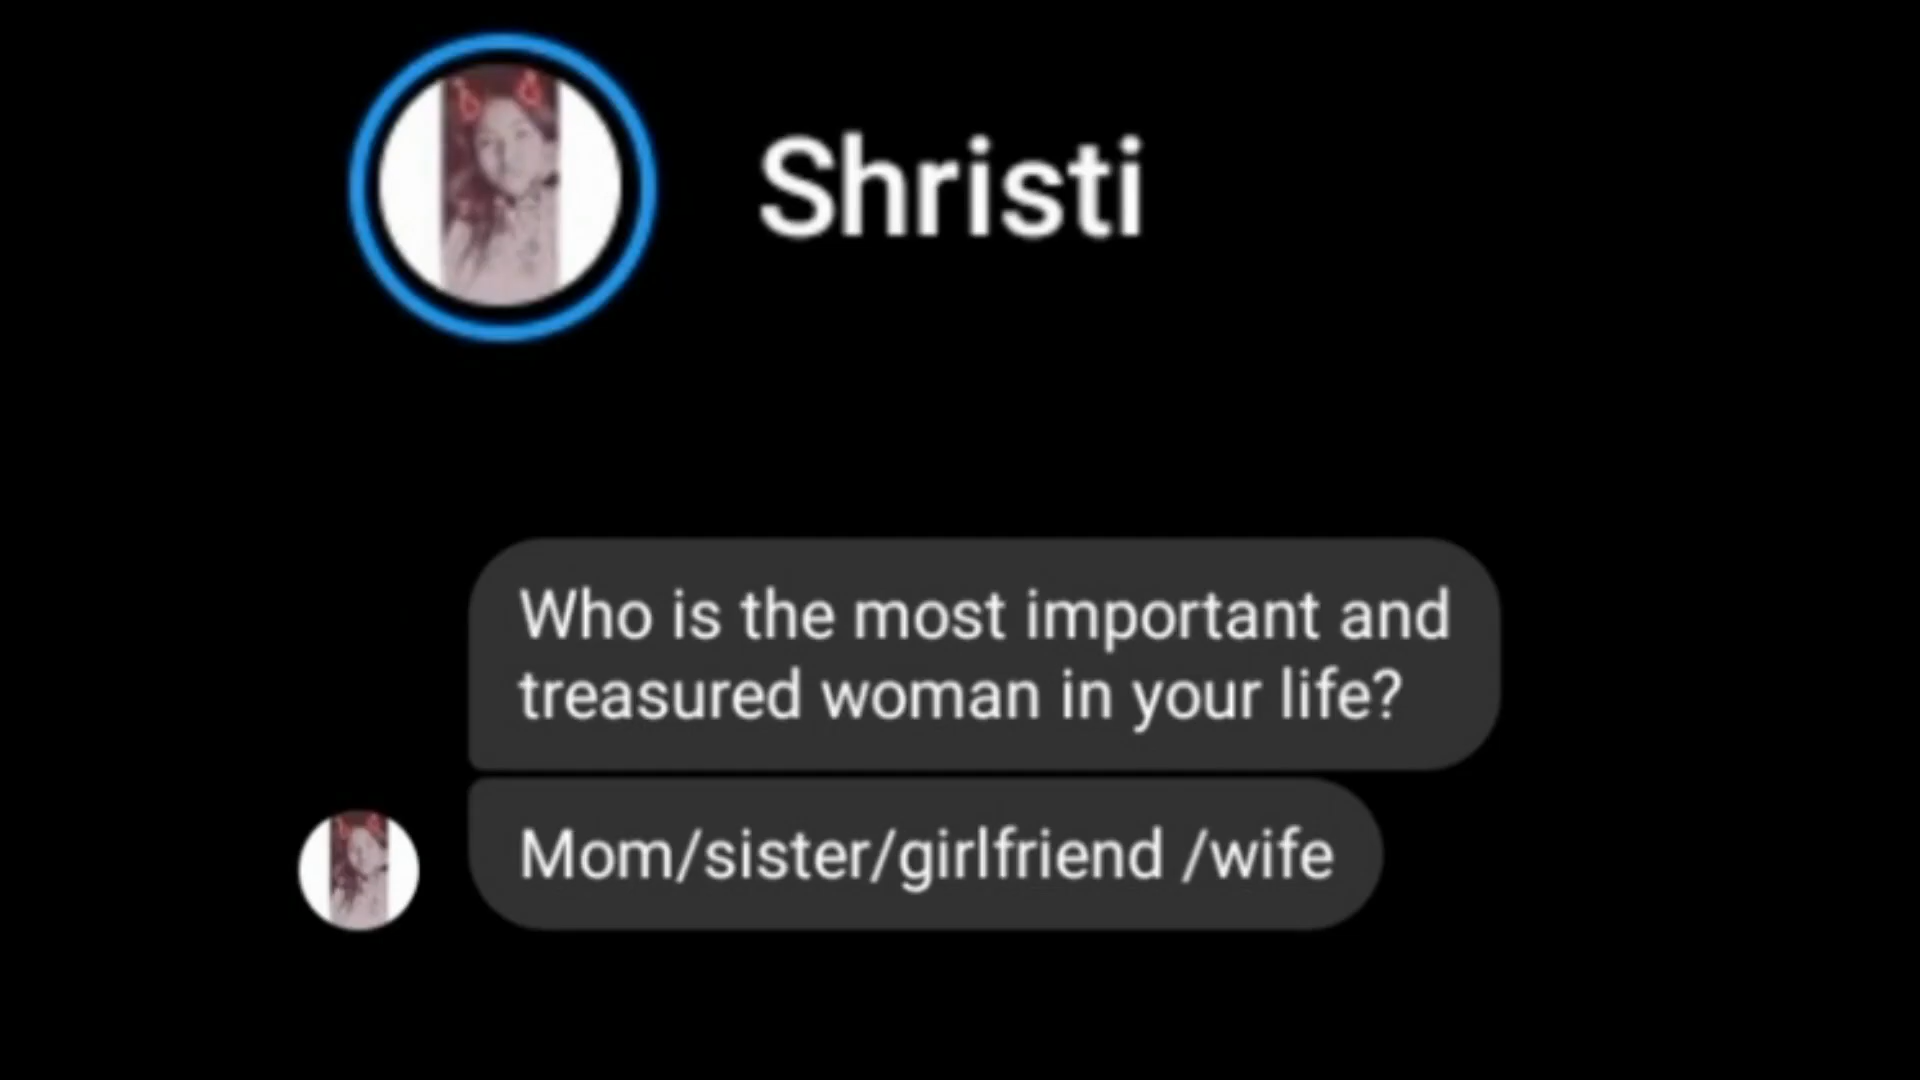 Shristi
Who is the most important and
treasured woman in your life?
Mom/sister/girlfriend /wife